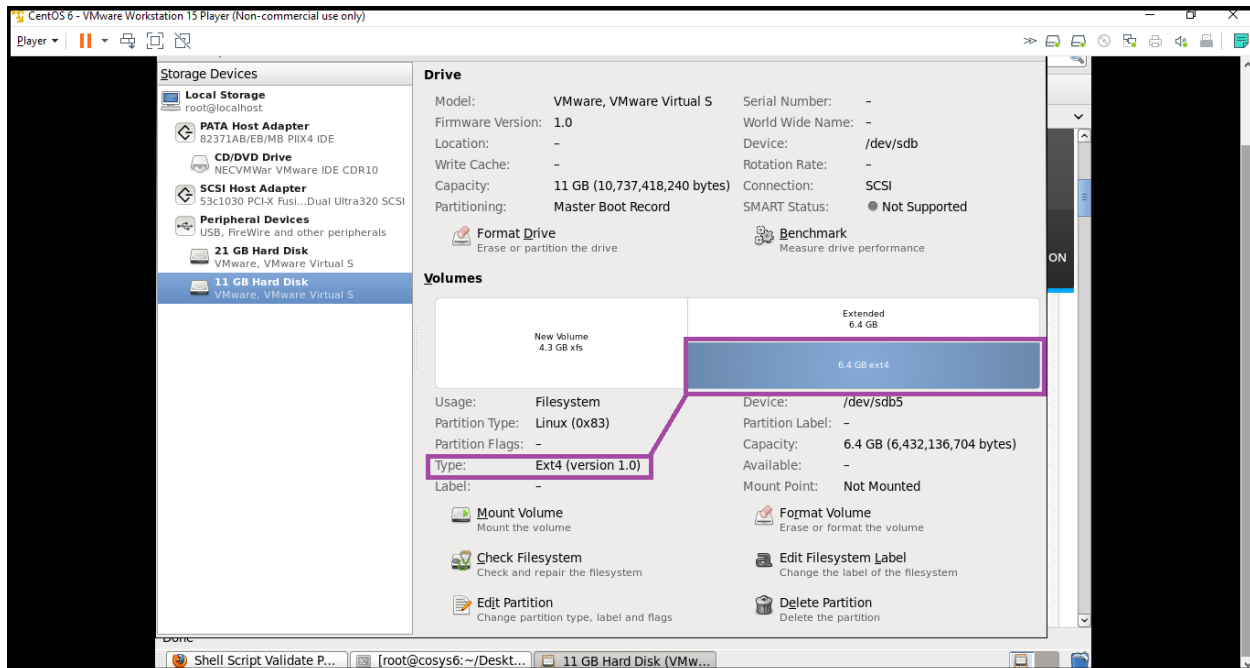 CentOS 6 - VMware Workstation 15 Player (Non-commercial use only)
Player
Storage Devices
Local Storage
root@localhost
PATA Host Adapter
82371AB/EB/MB PIIX4 IDE
CD/DVD Drive
NECVMWar VMware IDE CDR10
SCSI Host Adapter
53c1030 PCI-X Fusi...Dual Ultra320 SCSI
Peripheral Devices
USB, FireWire and other peripherals
21 GB Hard Disk
VMware, VMware Virtual S
11 GB Hard Disk
VMware, VMware Virtual S
Drive
Model: VMware, VMware Virtual S Serial Number: –
Firmware Version: 1.0 World Wide Name: –
Location: – Device: /dev/sdb
Write Cache: – Rotation Rate: –
Capacity: 11 GB (10,737,418,240 bytes) Connection: SCSI
Partitioning: Master Boot Record SMART Status: Not Supported
Format Drive
Erase or partition the drive
Benchmark
Measure drive performance
ON
Volumes
New Volume
4.3 GB xfs
Extended
6.4 GB
6.4 GB ext4
Usage: Filesystem Device: /dev/sdb5
Partition Type: Linux (0x83) Partition Label: –
Partition Flags: – Capacity: 6.4 GB (6,432,136,704 bytes)
Type: Ext4 (version 1.0) Available: –
Label: – Mount Point: Not Mounted
Mount Volume
Mount the volume
Format Volume
Erase or format the volume
Check Filesystem
Check and repair the filesystem
Edit Filesystem Label
Change the label of the filesystem
Edit Partition
Change partition type, label and flags
Delete Partition
Delete the partition
Done
Shell Script Validate P... [root@cosys6:~/Deskt... 11 GB Hard Disk (VMw...